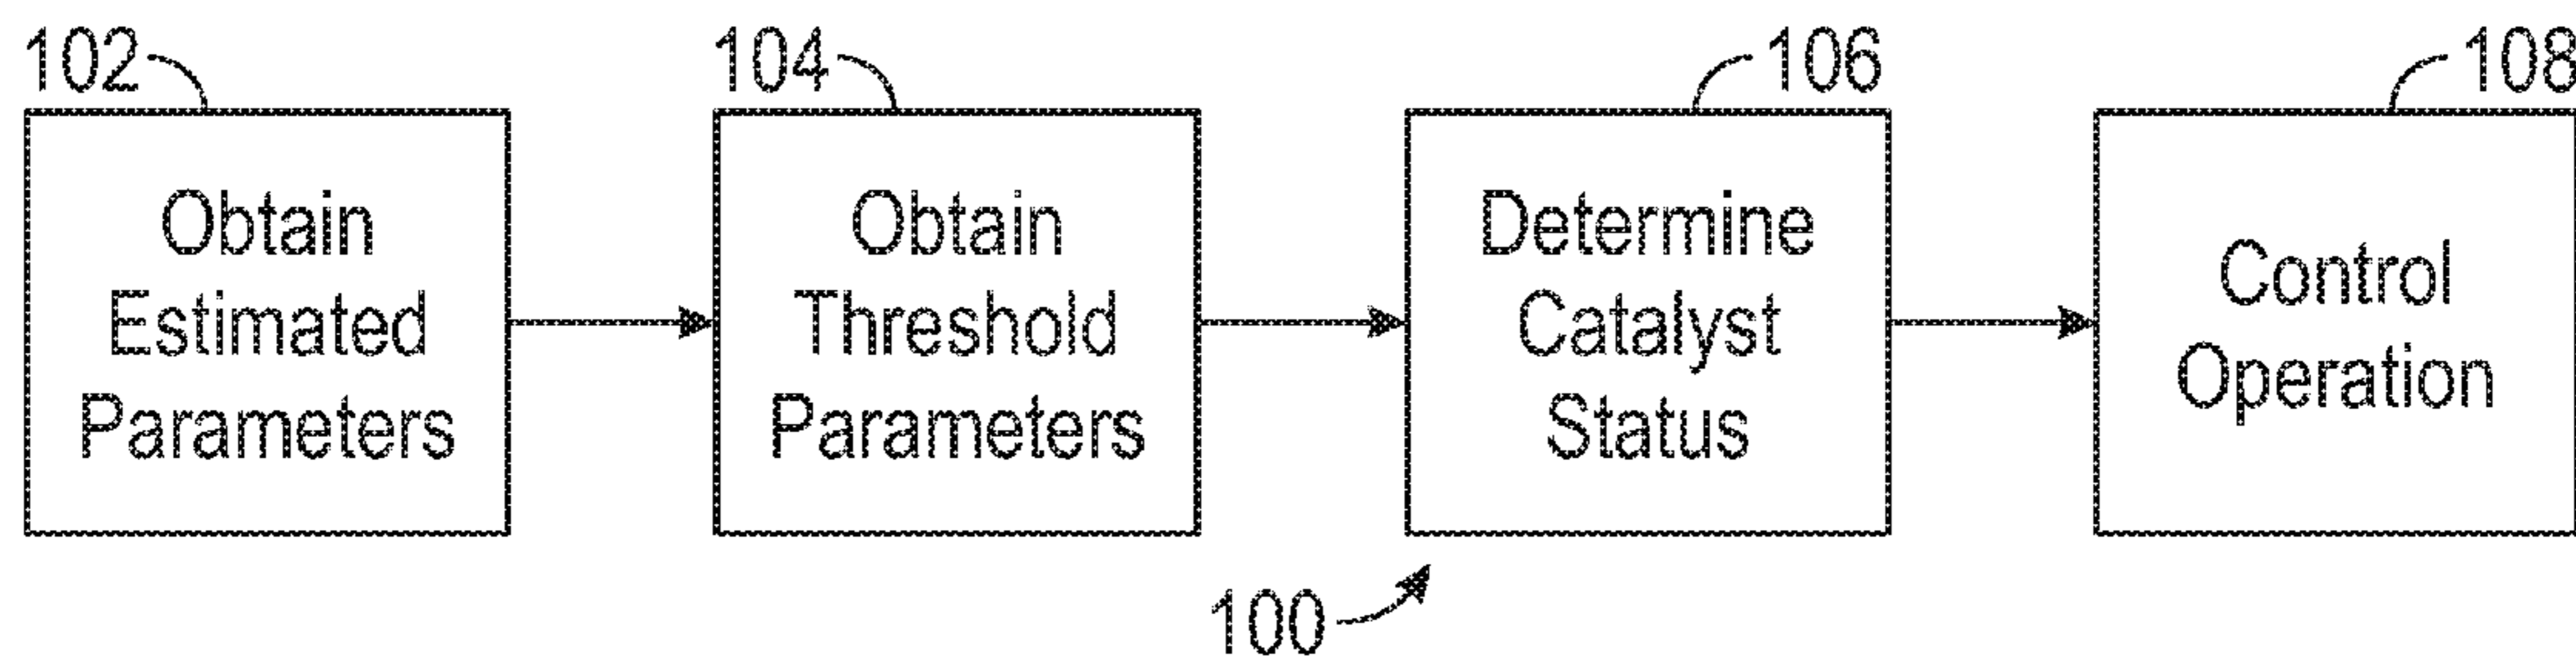 102
104
106
108
Obtain
Estimated
Parameters
Obtain
Threshold
Parameters
Determine
Catalyst
Status
Control
Operation
100